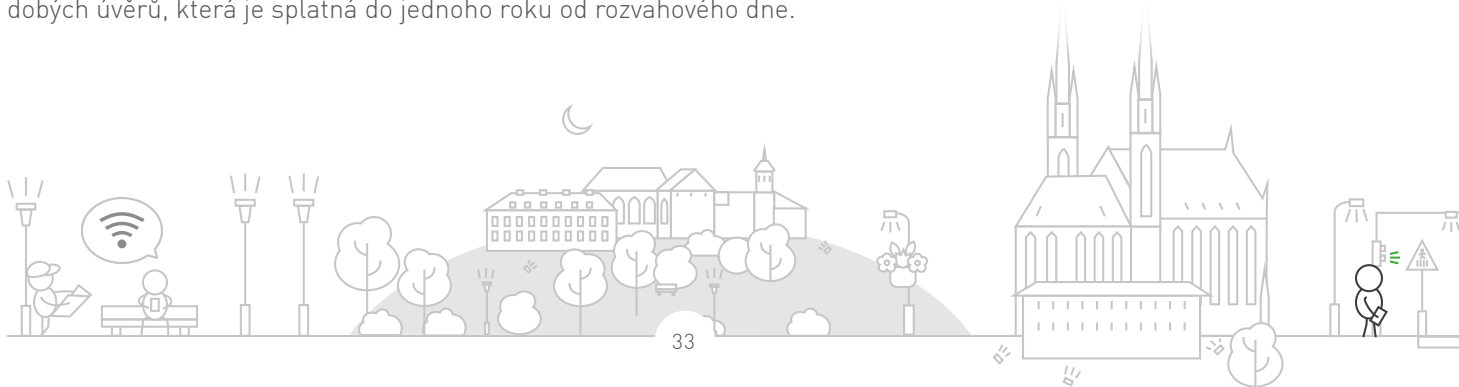 dobých úvěrů, která je splatná do jednoho roku od rozvahového dne.
33